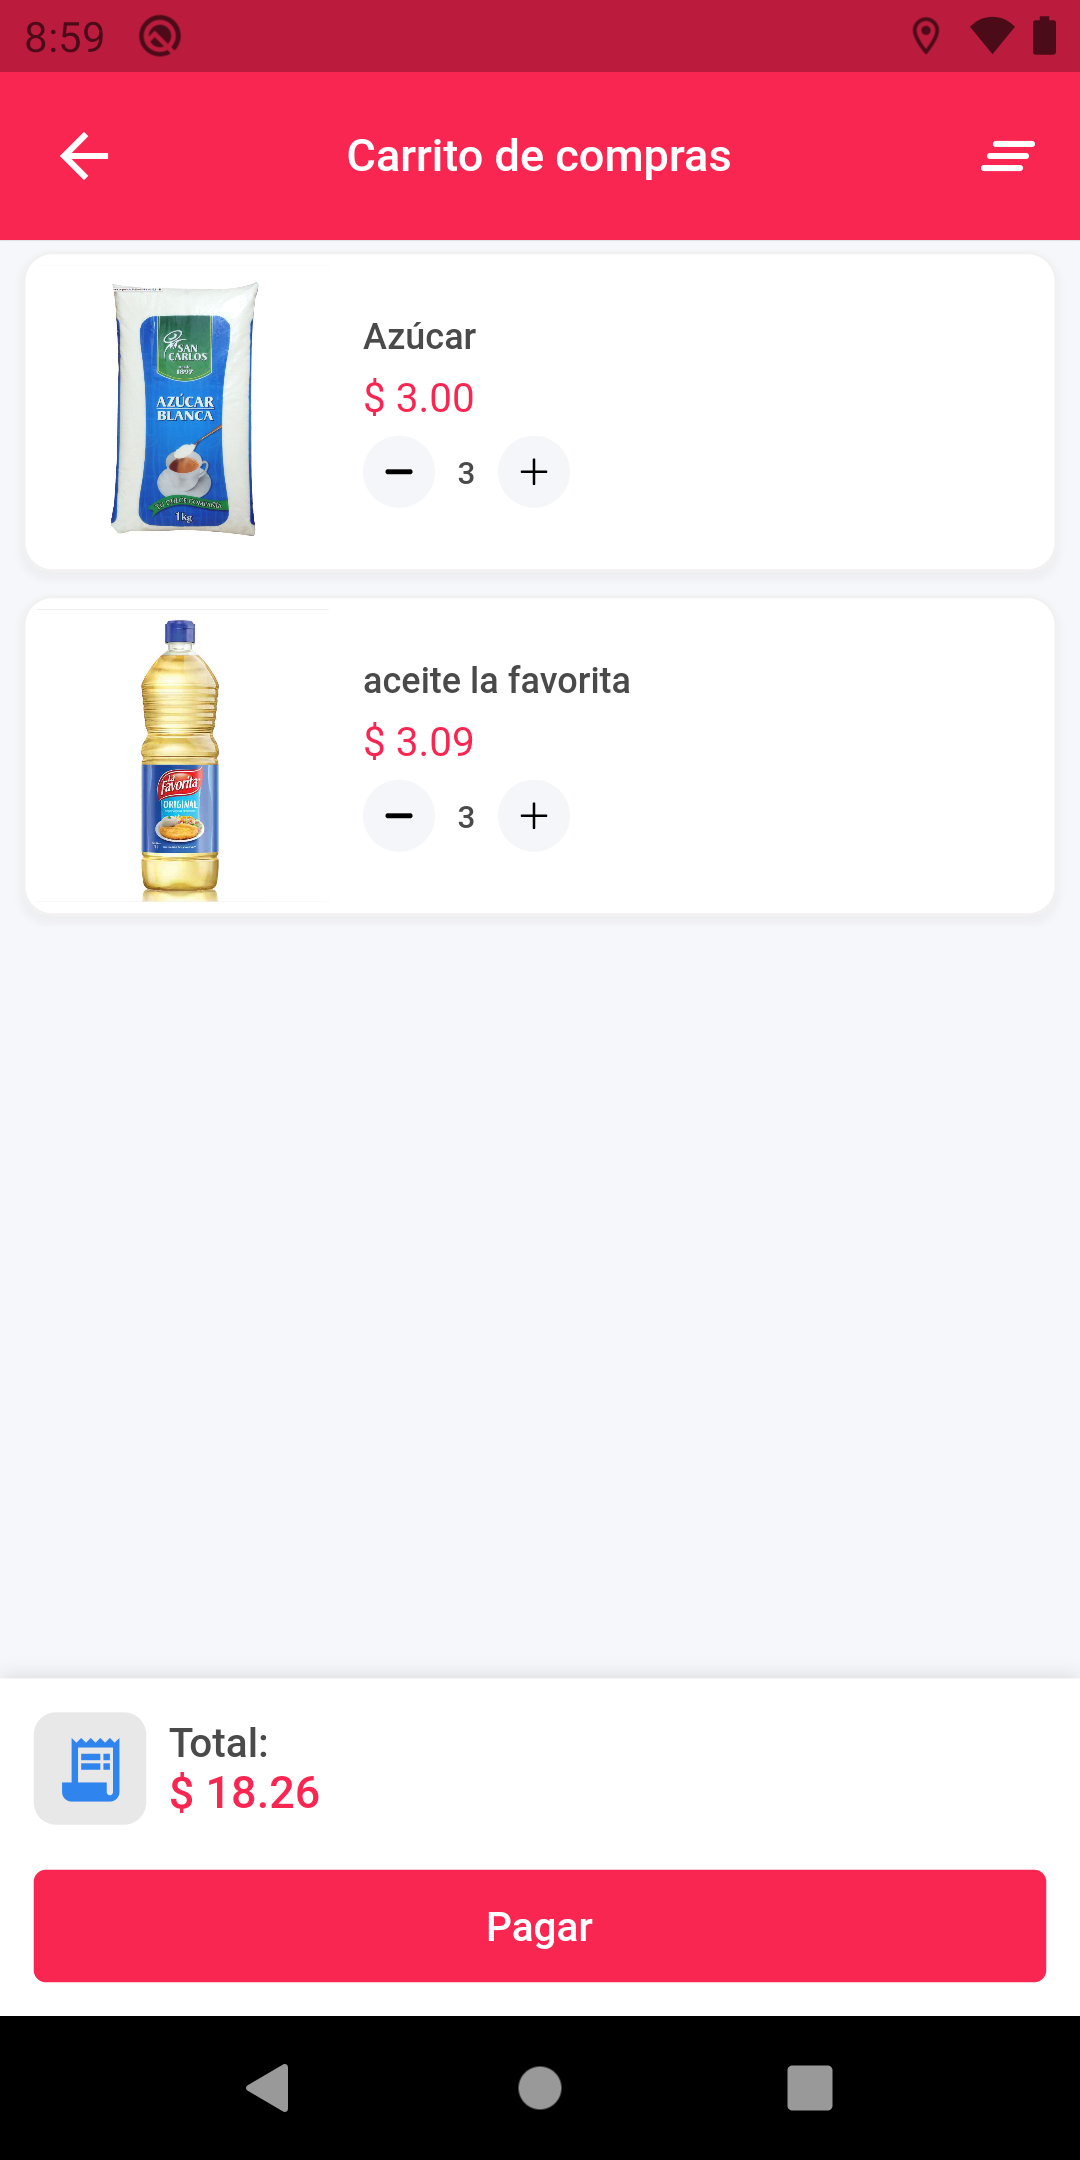 8:59
Carrito de compras
SAN
CARLOS
1897
AZÚCAR
BLANCA
1kg
Azúcar
$ 3.00
3
La
Favorita
ORIGINAL
aceite la favorita
$ 3.09
3
Total:
$ 18.26
Pagar